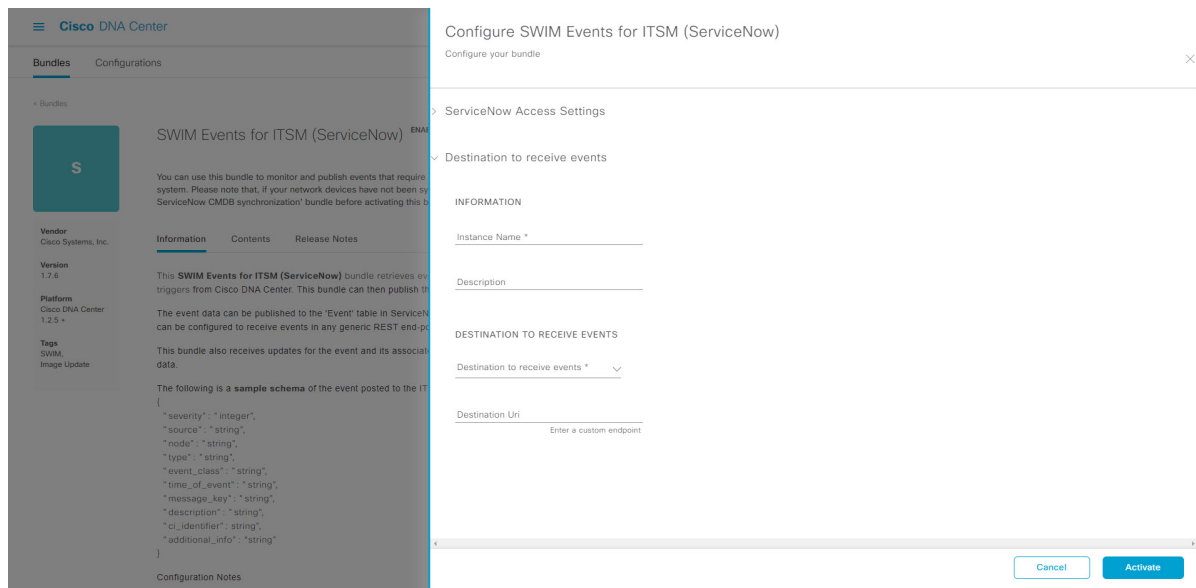 Cisco DNA Center
Bundles Configurations
< Bundles
S
Vendor
Cisco Systems, Inc.
Version
1.7.6
Platform
Cisco DNA Center
1.2.5 +
Tags
SWIM,
Image Update
SWIM Events for ITSM (ServiceNow)
You can use this bundle to monitor and publish events that require
system. Please note that, if your network devices have not been
ServiceNow CMDB synchronization' bundle before activating this
Information Contents Release Notes
This SWIM Events for ITSM (ServiceNow) bundle retrieves
triggers from Cisco DNA Center. This bundle can then publish
The event data can be published to the 'Event' table in
can be configured to receive events in any generic REST
This bundle also receives updates for the event and its
data.
The following is a sample schema of the event posted to the
{
"severity" : "integer",
"source" : "string",
"node" : "string",
"type" : "string",
"event_class" : "string",
"time_of_event" : "string",
"message_key" : "string",
"description" : "string",
"ci_identifier" : string",
"additional_info" : "string"
}
Configuration Notes
Configure SWIM Events for ITSM (ServiceNow)
Configure your bundle
ServiceNow Access Settings
Destination to receive events
INFORMATION
Instance Name *
Description
DESTINATION TO RECEIVE EVENTS
Destination to receive events *
Destination Uri
Enter a custom endpoint
Cancel Activate